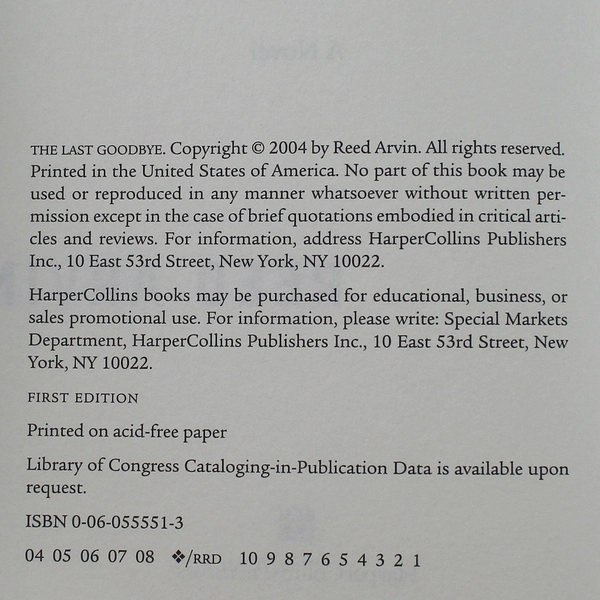 THE LAST GOODBYE. Copyright © 2004 by Reed Arvin. All rights reserved.
Printed in the United States of America. No part of this book may be
used or reproduced in any manner whatsoever without written per-
mission except in the case of brief quotations embodied in critical arti-
cles and reviews. For information, address HarperCollins Publishers
Inc., 10 East 53rd Street, New York, NY 10022.
HarperCollins books may be purchased for educational, business, or
sales promotional use. For information, please write: Special Markets
Department, HarperCollins Publishers Inc., 10 East 53rd Street, New
York, NY 10022.
FIRST EDITION
Printed on acid-free paper
Library of Congress Cataloging-in-Publication Data is available upon
request.
ISBN 0-06-055551-3
04 05 06 07 08 ❖/RRD 10 9 8 7 6 5 4 3 2 1